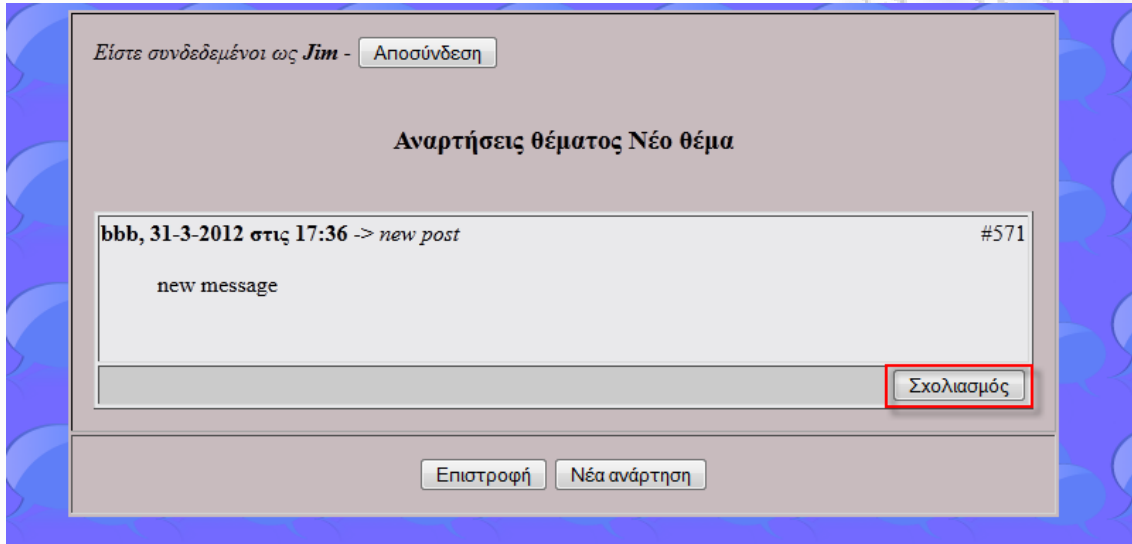 Είστε συνδεδεμένοι ως Jim - Αποσύνδεση
Αναρτήσεις θέματος Νέο θέμα
bbb, 31-3-2012 στις 17:36 -> new post #571
new message
Σχολιασμός
Επιστροφή Νέα ανάρτηση